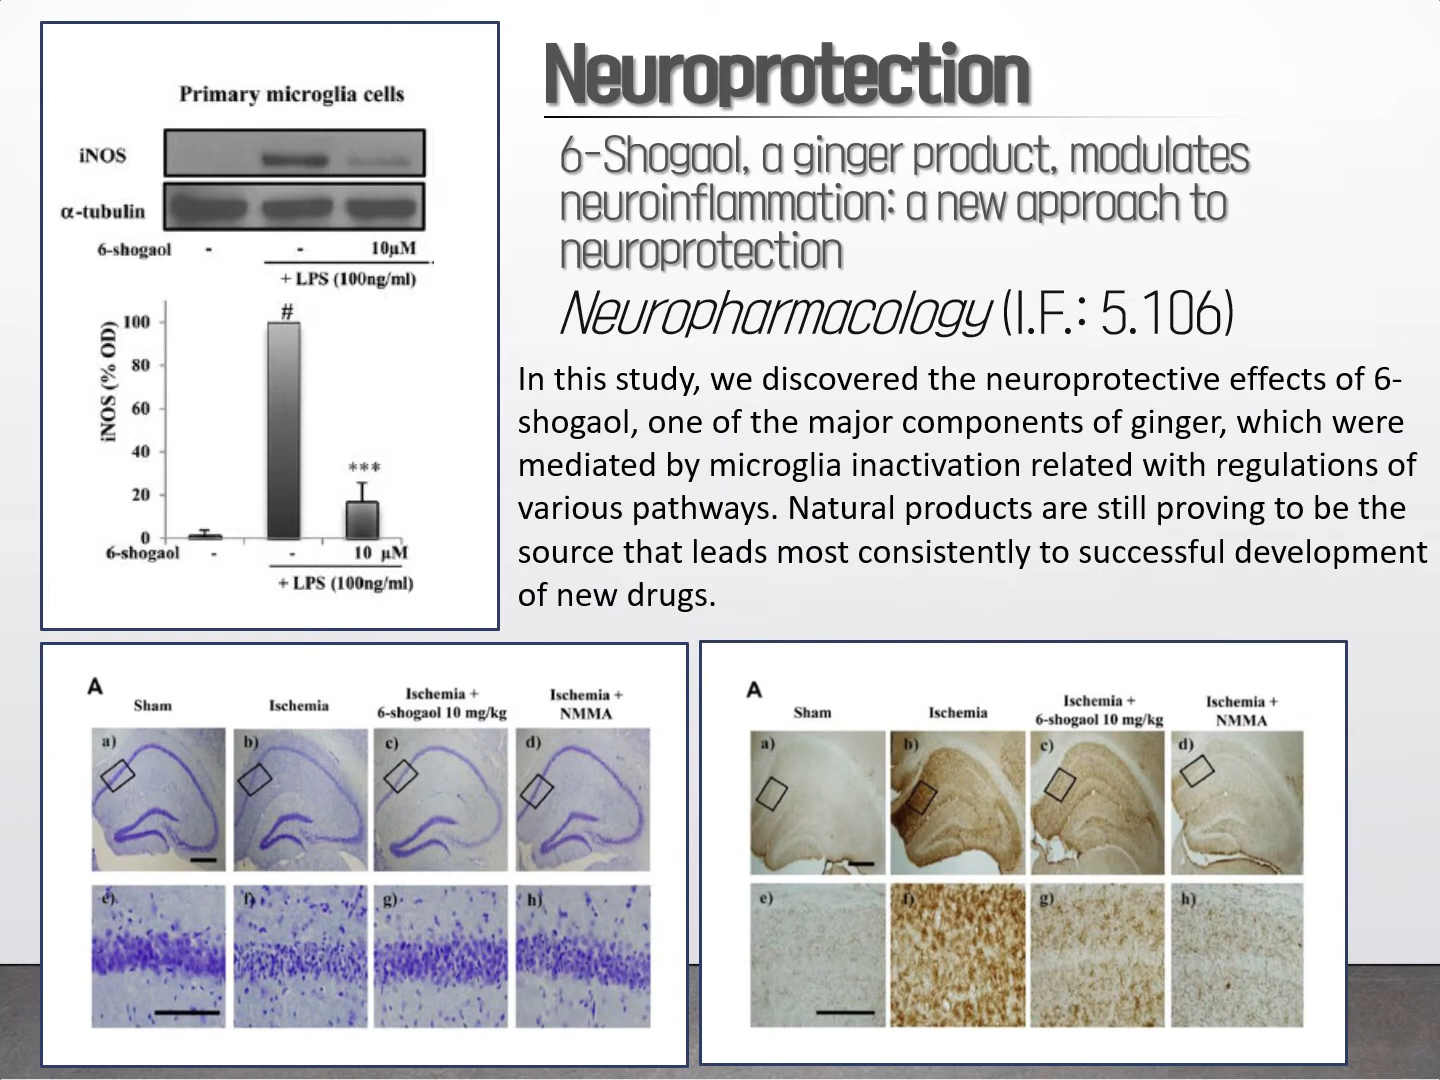 Primary microglia cells
iNOS
α-tubulin
6-shogaol - - 10μM
+ LPS (100ng/ml)
#
***
iNOS (% OD)
100
80
60
40
20
0
6-shogaol - - 10 μM
+ LPS (100ng/ml)
Neuroprotection
6-Shogaol, a ginger product, modulates
neuroinflammation: a new approach to
neuroprotection
Neuropharmacology (I.F.: 5.106)
In this study, we discovered the neuroprotective effects of 6-
shogaol, one of the major components of ginger, which were
mediated by microglia inactivation related with regulations of
various pathways. Natural products are still proving to be the
source that leads most consistently to successful development
of new drugs.
A
Sham Ischemia Ischemia + 6-shogaol 10 mg/kg Ischemia + NMMA
a) b) c) d)
e) f) g) h)
A
Sham Ischemia Ischemia + 6-shogaol 10 mg/kg Ischemia + NMMA
a) b) c) d)
e) f) g) h)